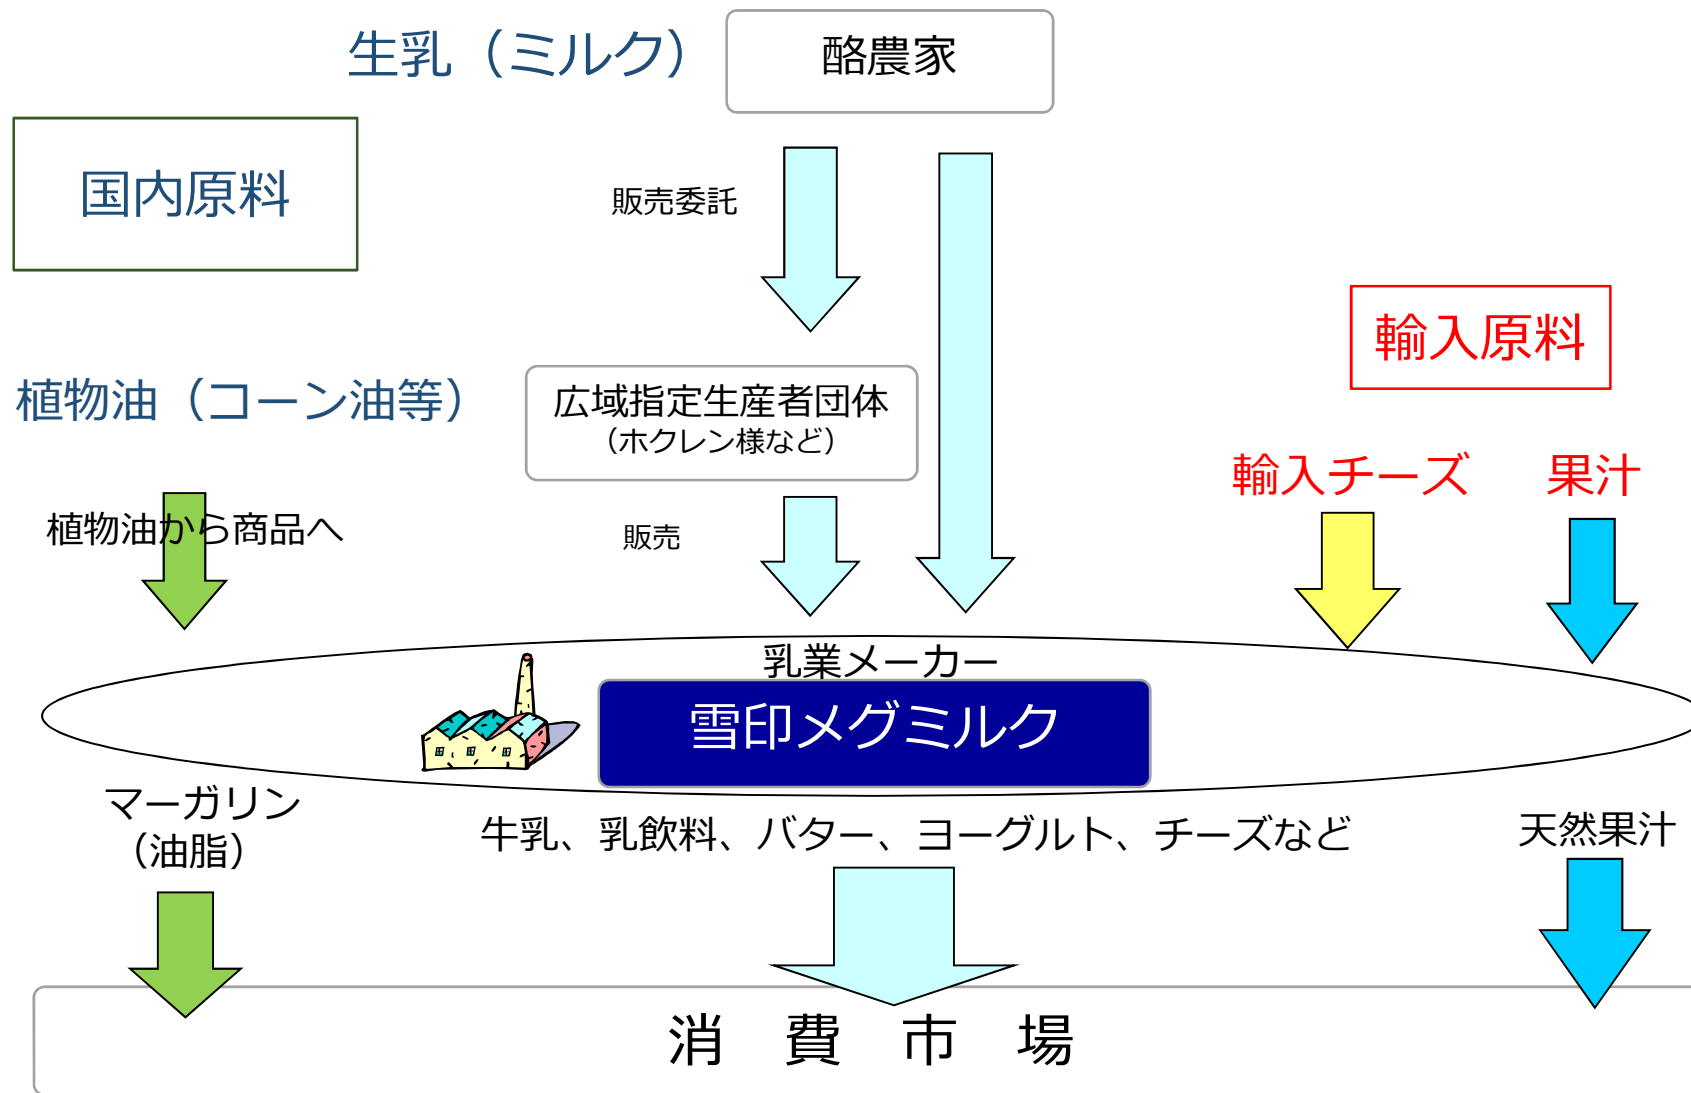 生乳（ミルク）
酪農家
国内原料
販売委託
輸入原料
植物油（コーン油等）
広域指定生産者団体
（ホクレン様など）
輸入チーズ
果汁
植物油から商品へ
販売
乳業メーカー
雪印メグミルク
マーガリン
（油脂）
牛乳、乳飲料、バター、ヨーグルト、チーズなど
天然果汁
消　費　市　場